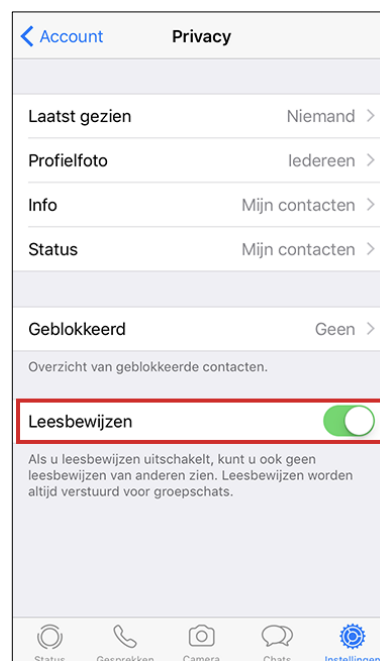 Account
Privacy
Laatst gezien
Niemand
Profielfoto
Iedereen
Info
Mijn contacten
Status
Mijn contacten
Geblokkeerd
Geen
Overzicht van geblokkeerde contacten.
Leesbewijzen
Als u leesbewijzen uitschakelt, kunt u ook geen
leesbewijzen van anderen zien. Leesbewijzen worden
altijd verstuurd voor groepschats.
Status
Gesprekken
Camera
Chats
Instellingen